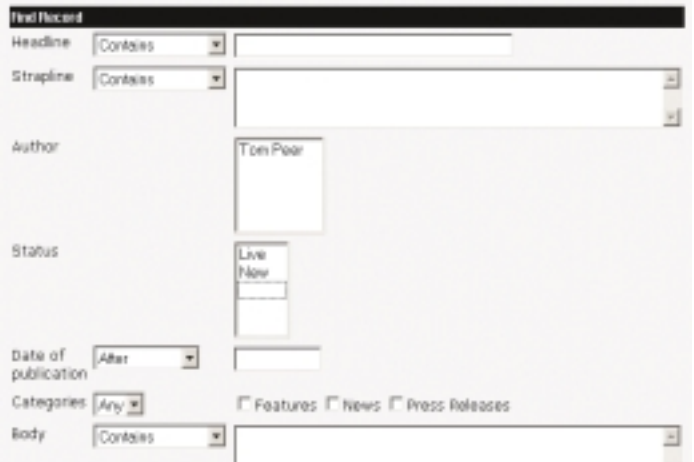 Find Record
Headline Contains
Strapline Contains
Author Tom Peer
Status Live
New
Date of publication After
Categories Any Features News Press Releases
Body Contains